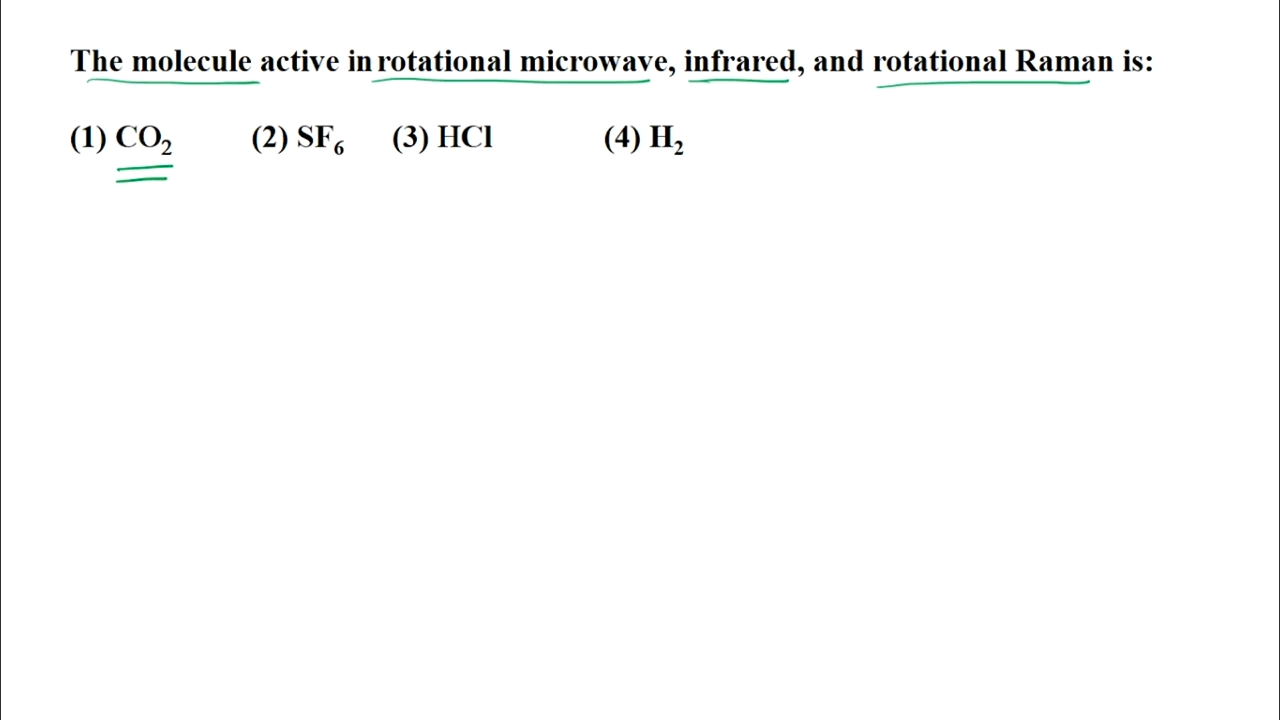 The molecule active in rotational microwave, infrared, and rotational Raman is:
(1) CO₂ (2) SF₆ (3) HCl (4) H₂